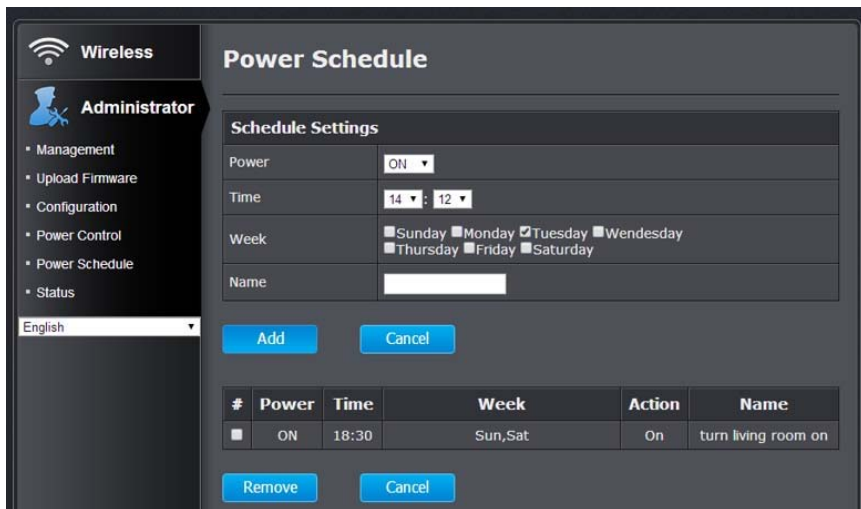 Wireless
Administrator
Management
Upload Firmware
Configuration
Power Control
Power Schedule
Status
English
Power Schedule
Schedule Settings
Power ON
Time 14 : 12
Week Sunday Monday Tuesday Wendesday
Thursday Friday Saturday
Name
Add Cancel
# Power Time Week Action Name
ON 18:30 Sun,Sat On turn living room on
Remove Cancel